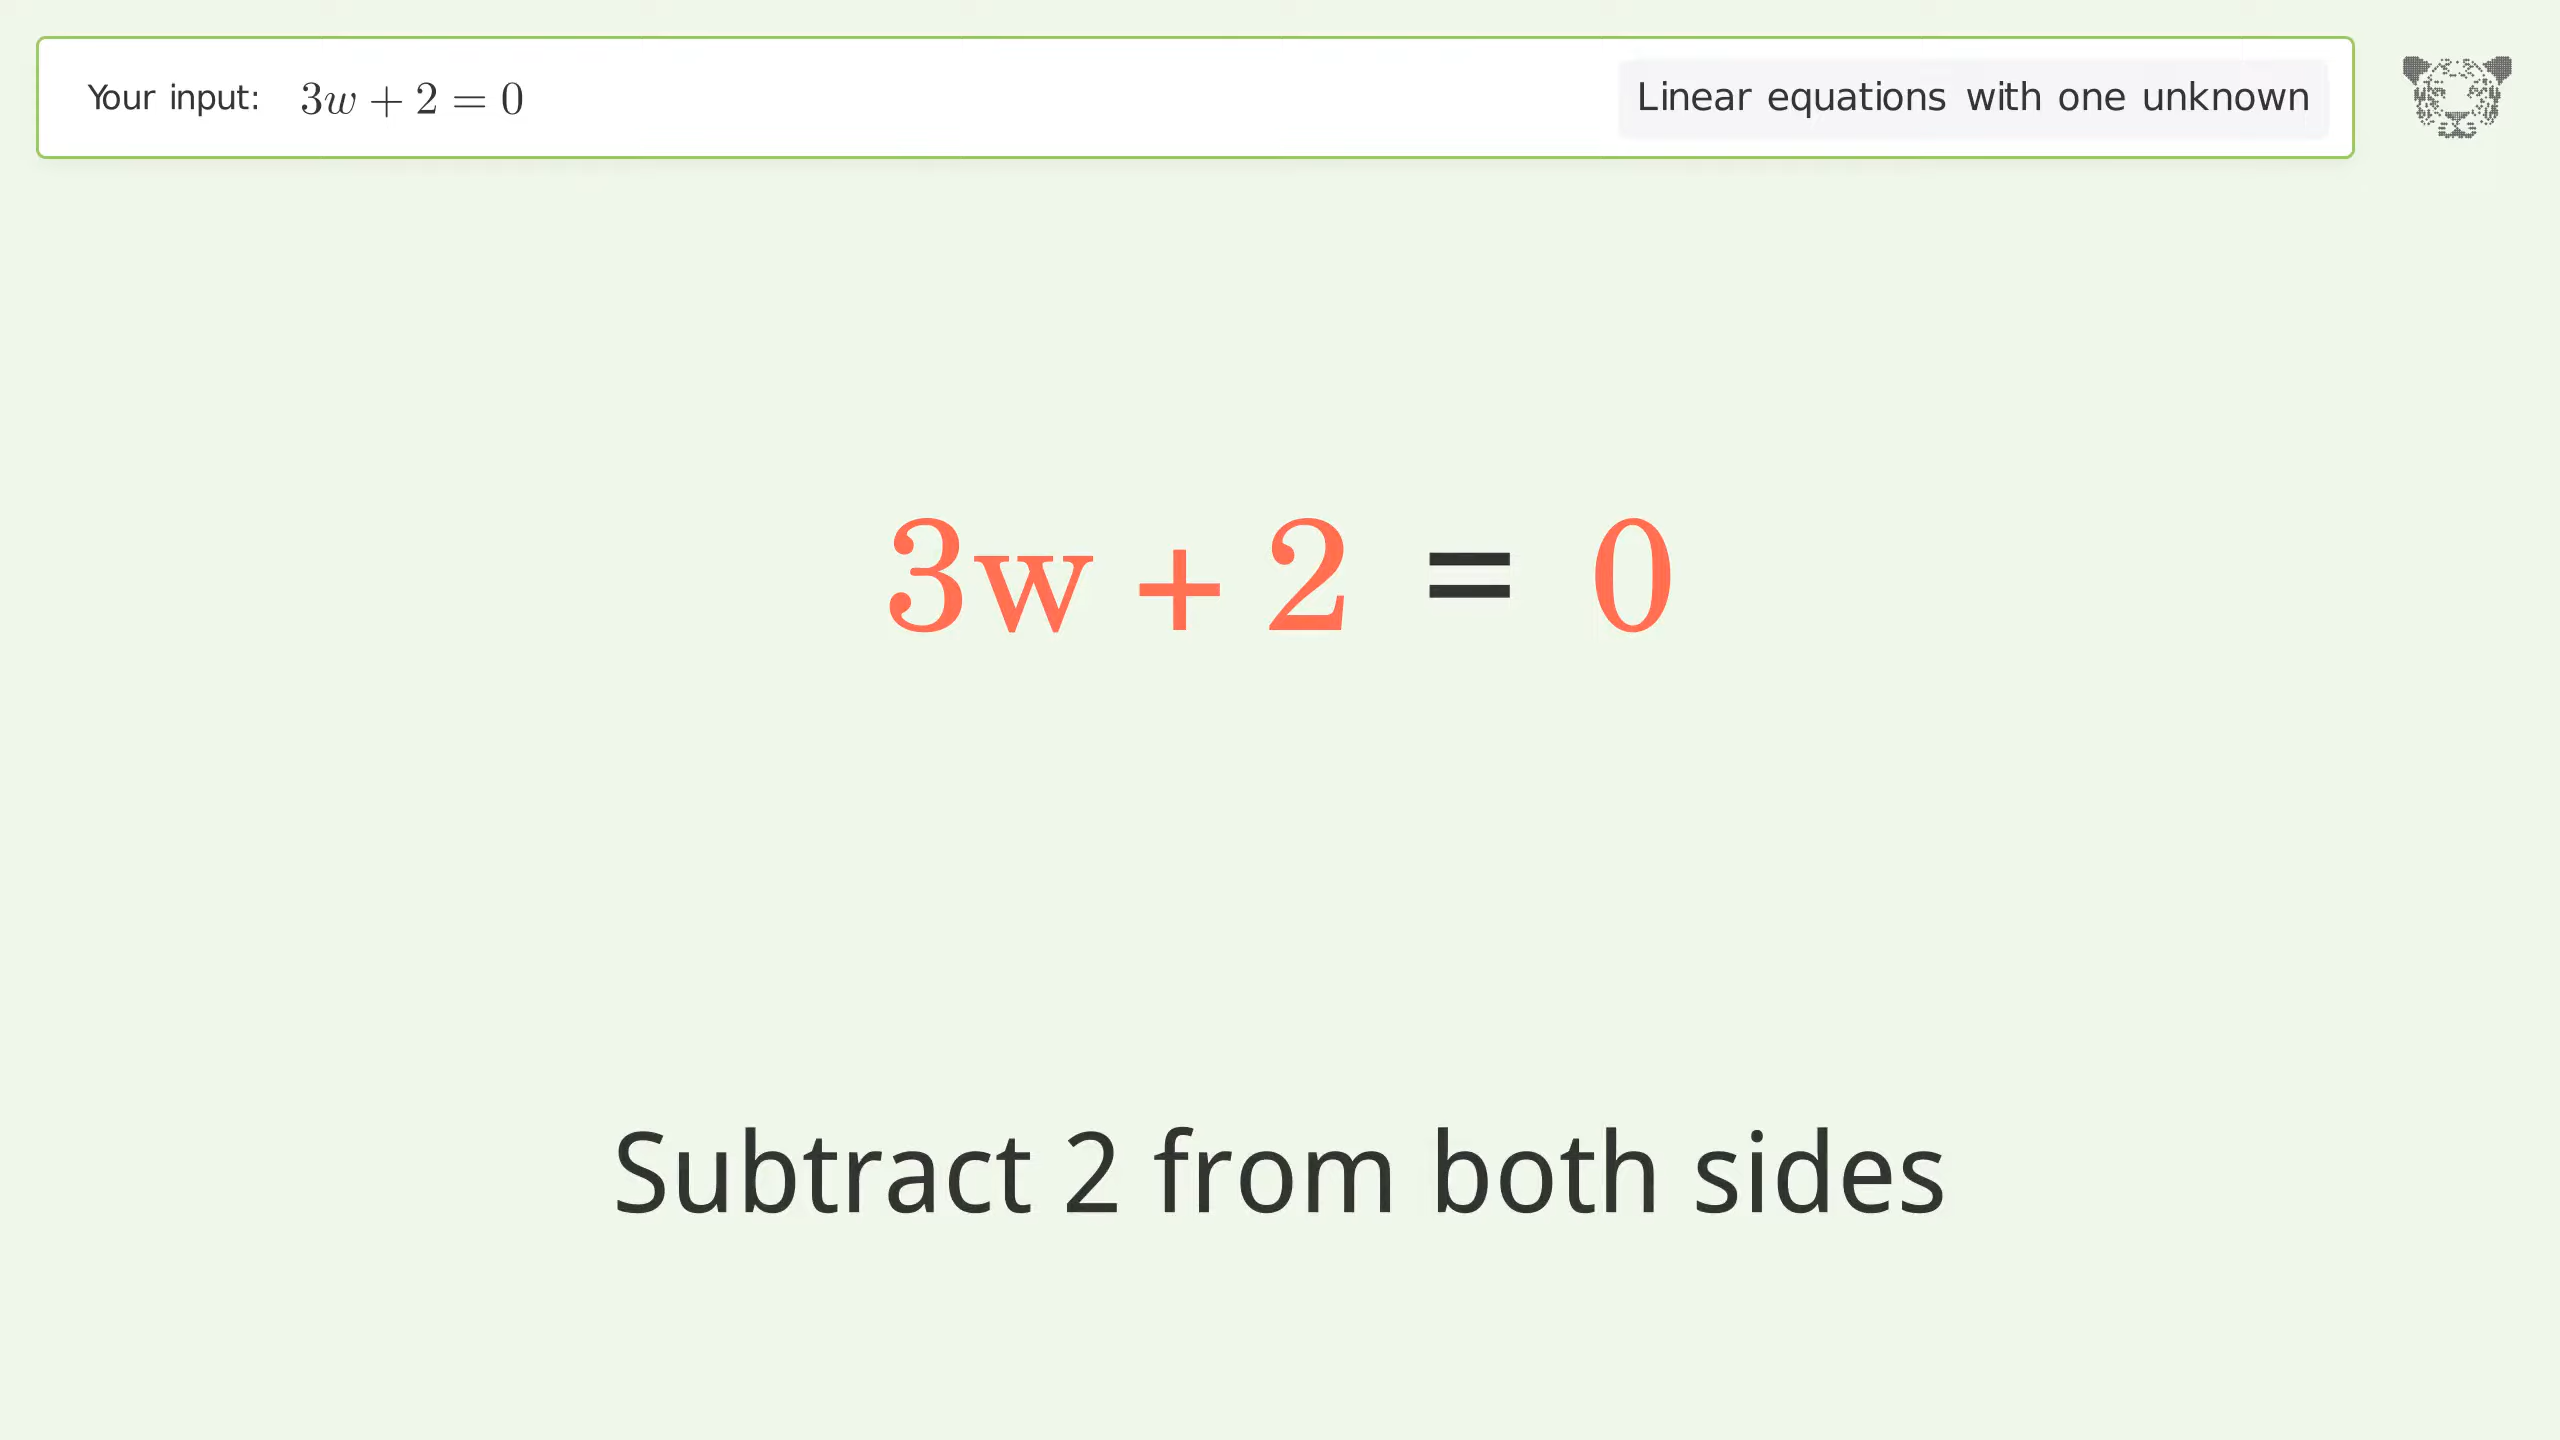 Your input: 3w + 2 = 0
Linear equations with one unknown
3w + 2 = 0
Subtract 2 from both sides